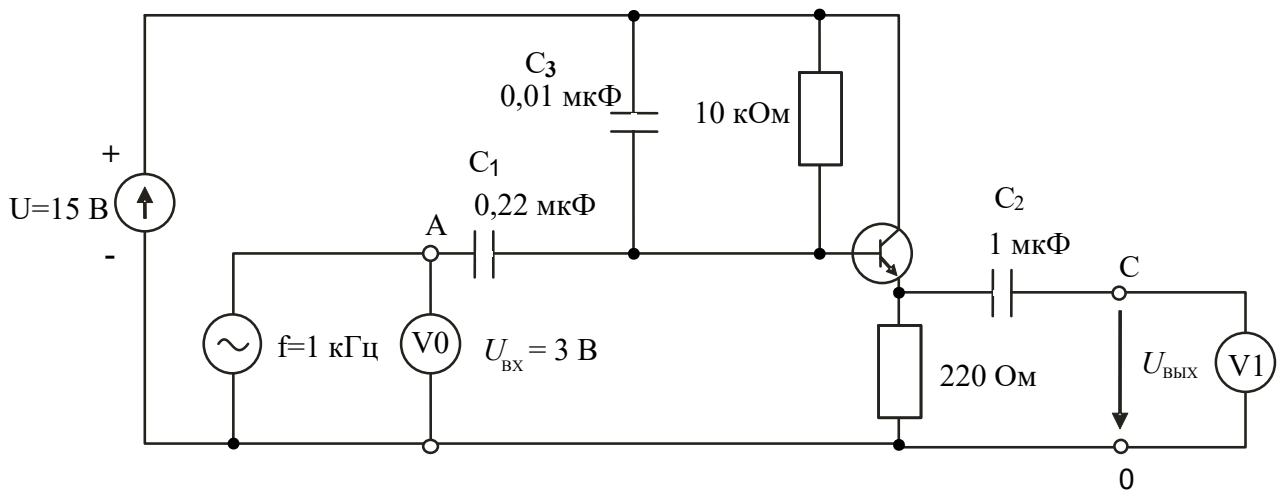 C₃
0,01 мкФ
10 кОм
+
U=15 В
-
C₁
0,22 мкФ
A
C₂
1 мкФ
C
f=1 кГц
V0
Uвх = 3 В
220 Ом
Uвых
V1
0